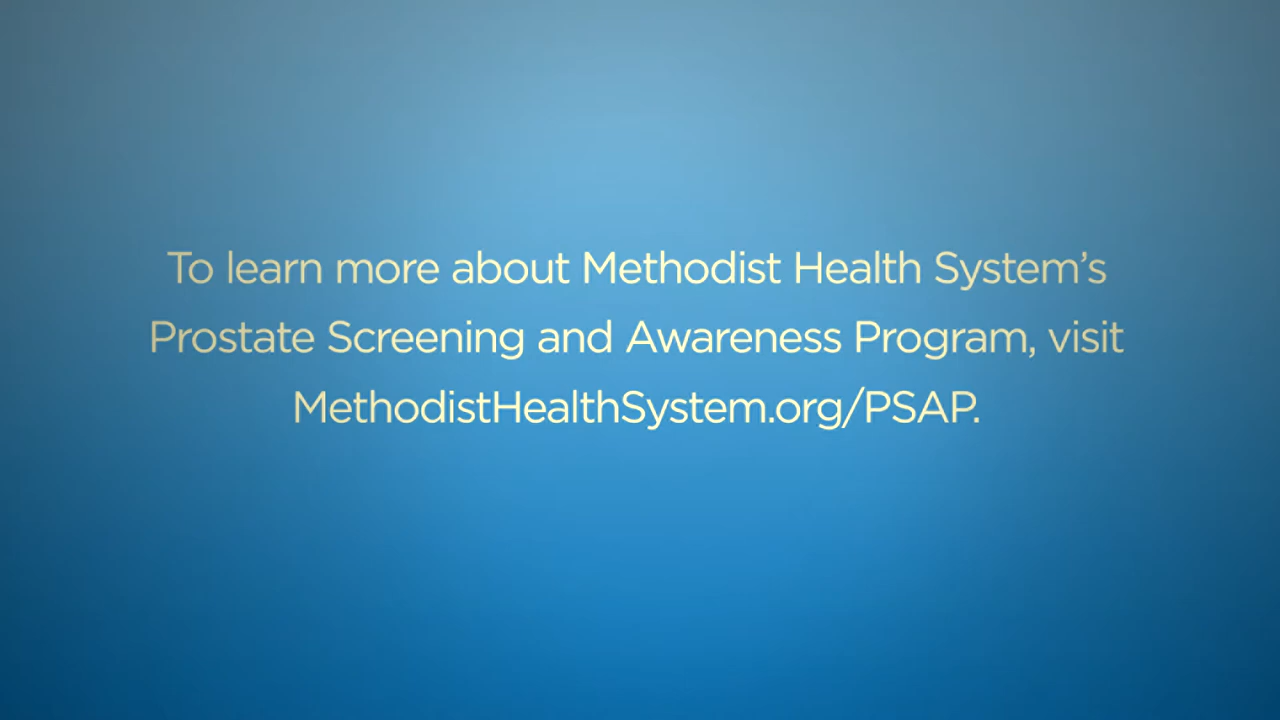 To learn more about Methodist Health System’s
Prostate Screening and Awareness Program, visit
MethodistHealthSystem.org/PSAP.